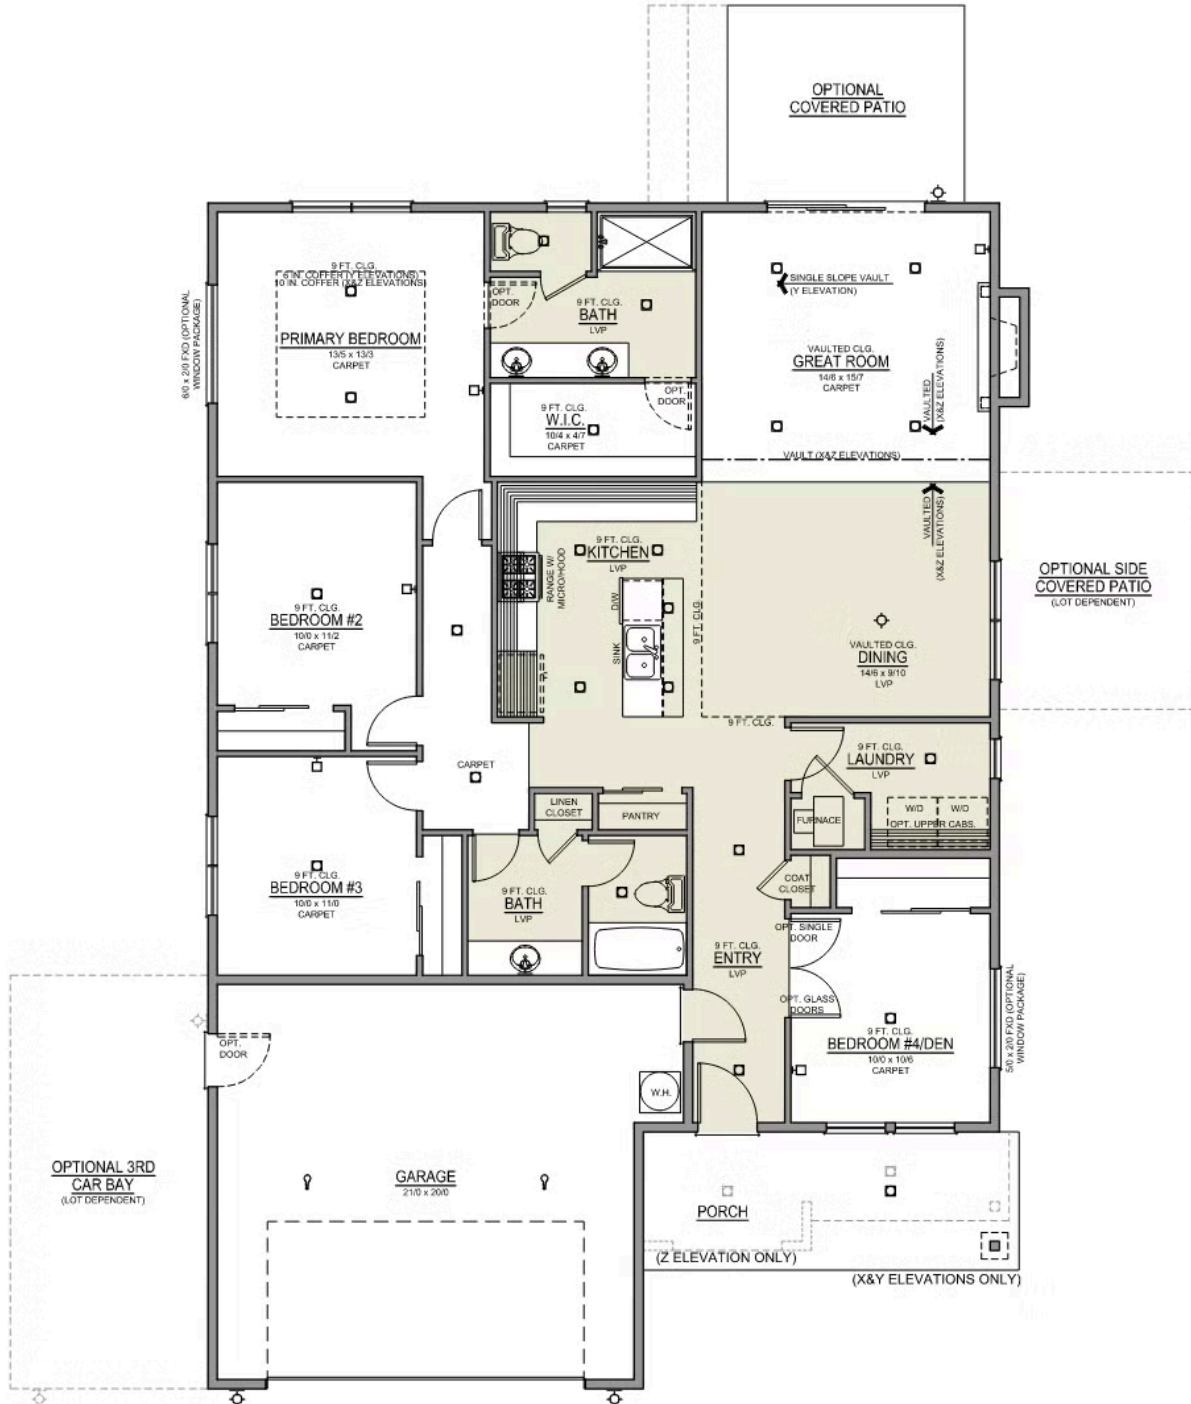 OPTIONAL
COVERED PATIO
9 FT. CLG.
6 IN. COFFER (Y ELEVATIONS)
10 IN. COFFER (X&Z ELEVATIONS)
PRIMARY BEDROOM
13/5 x 13/3
CARPET
6/0 x 2/0 FXD (OPTIONAL
WINDOW PACKAGE)
OPT.
DOOR
9 FT. CLG.
BATH
LVP
OPT.
DOOR
9 FT. CLG.
W.I.C.
10/4 x 4/7
CARPET
SINGLE SLOPE VAULT
(Y ELEVATION)
VAULTED CLG.
GREAT ROOM
14/6 x 15/7
CARPET
VAULTED
(X&Z ELEVATIONS)
VAULT (X&Z ELEVATIONS)
VAULTED
(X&Z ELEVATIONS)
9 FT. CLG.
KITCHEN
LVP
RANGE W/
MICRO/HOOD
D/W
SINK
9 FT. CLG.
VAULTED CLG.
DINING
14/6 x 9/10
LVP
OPTIONAL SIDE
COVERED PATIO
(LOT DEPENDENT)
9 FT. CLG.
BEDROOM #2
10/0 x 11/2
CARPET
9 FT. CLG.
9 FT. CLG.
LAUNDRY
LVP
CARPET
W/D
W/D
OPT. UPPER CABS.
FURNACE
LINEN
CLOSET
PANTRY
9 FT. CLG.
BEDROOM #3
10/0 x 11/0
CARPET
9 FT. CLG.
BATH
LVP
COAT
CLOSET
OPT. SINGLE
DOOR
9 FT. CLG.
ENTRY
LVP
OPT. GLASS
DOORS
9 FT. CLG.
BEDROOM #4/DEN
10/0 x 10/6
CARPET
5/0 x 2/0 FXD (OPTIONAL
WINDOW PACKAGE)
OPT.
DOOR
W.H.
OPTIONAL 3RD
CAR BAY
(LOT DEPENDENT)
GARAGE
21/0 x 20/0
PORCH
(Z ELEVATION ONLY)
(X&Y ELEVATIONS ONLY)